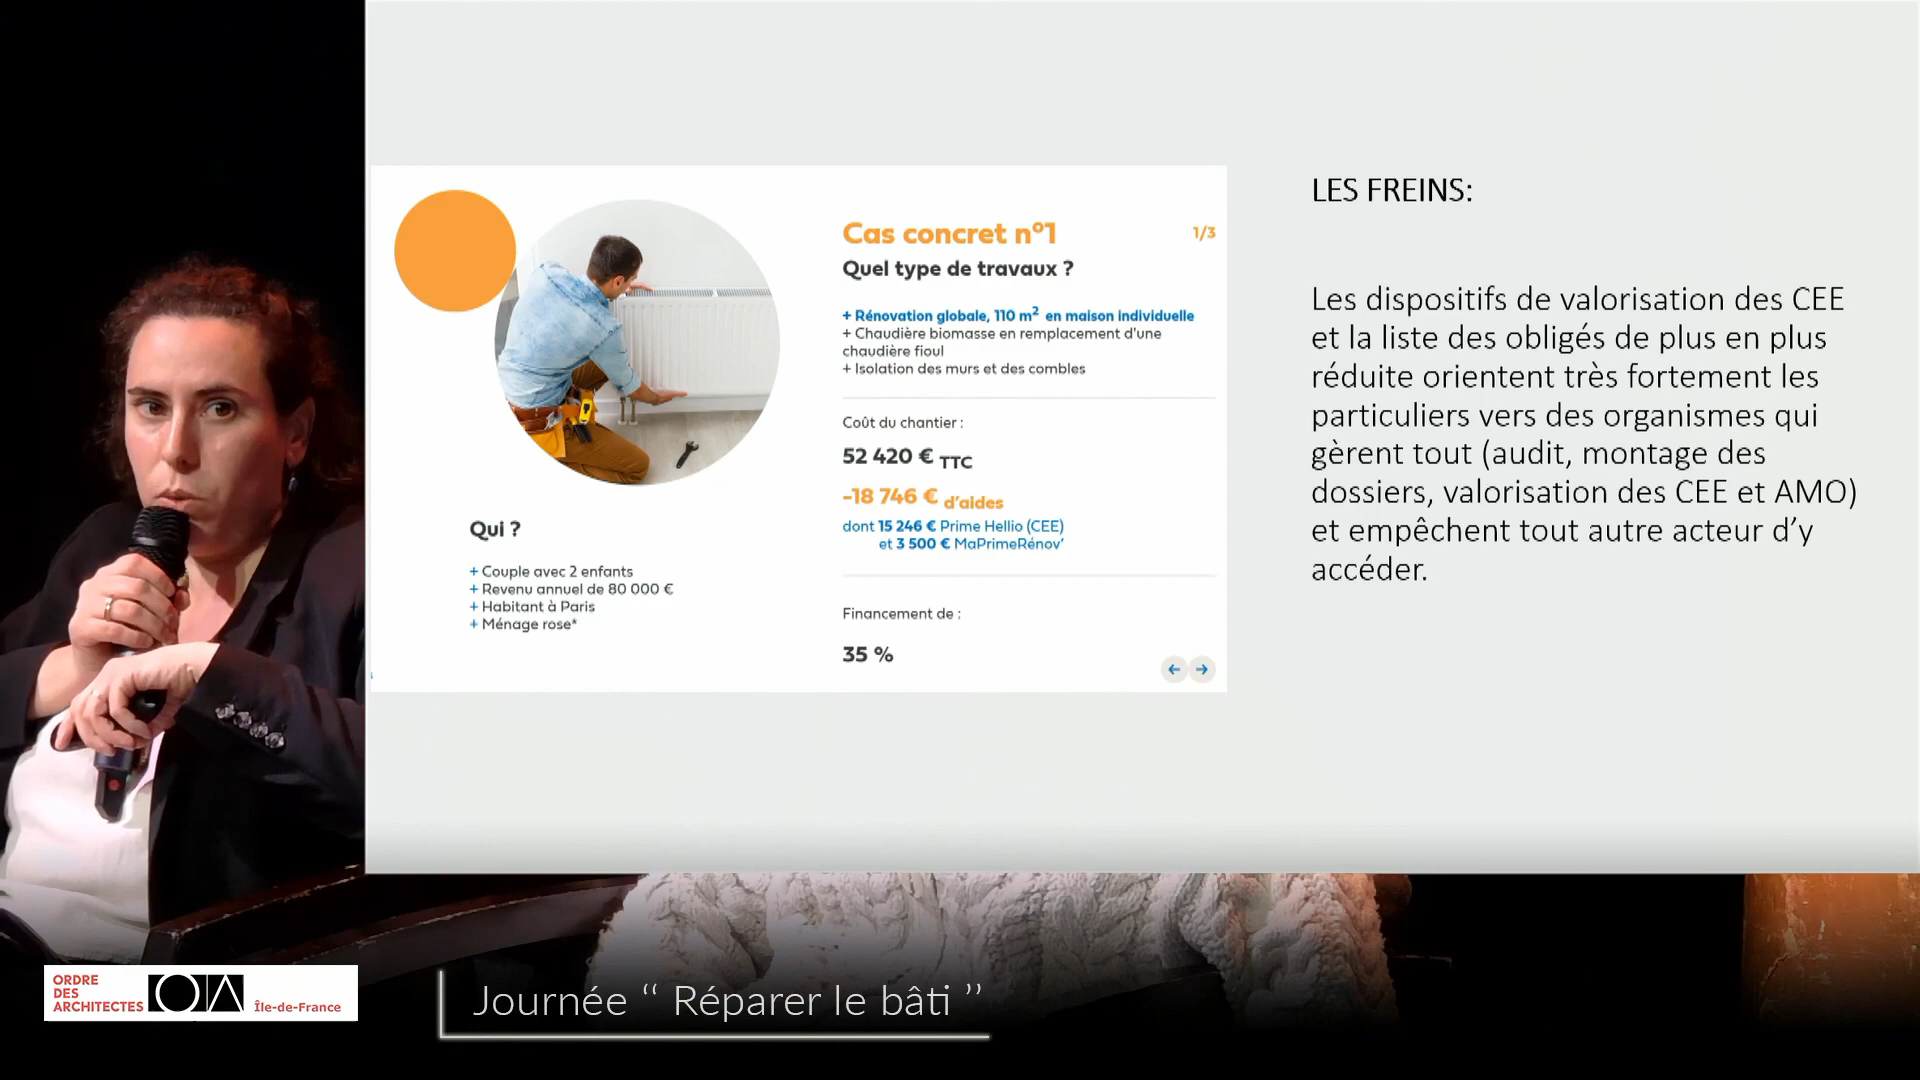 Cas concret n°1
1/3
Quel type de travaux ?
+ Rénovation globale, 110 m² en maison individuelle
+ Chaudière biomasse en remplacement d'une
chaudière fioul
+ Isolation des murs et des combles
Coût du chantier :
52 420 € TTC
-18 746 € d'aides
dont 15 246 € Prime Hellio (CEE)
et 3 500 € MaPrimeRénov'
Financement de :
35 %
Qui ?
+ Couple avec 2 enfants
+ Revenu annuel de 80 000 €
+ Habitant à Paris
+ Ménage rose*
LES FREINS:
Les dispositifs de valorisation des CEE
et la liste des obligés de plus en plus
réduite orientent très fortement les
particuliers vers des organismes qui
gèrent tout (audit, montage des
dossiers, valorisation des CEE et AMO)
et empêchent tout autre acteur d’y
accéder.
ORDRE
DES
ARCHITECTES
OA
Île-de-France
Journée “ Réparer le bâti ”